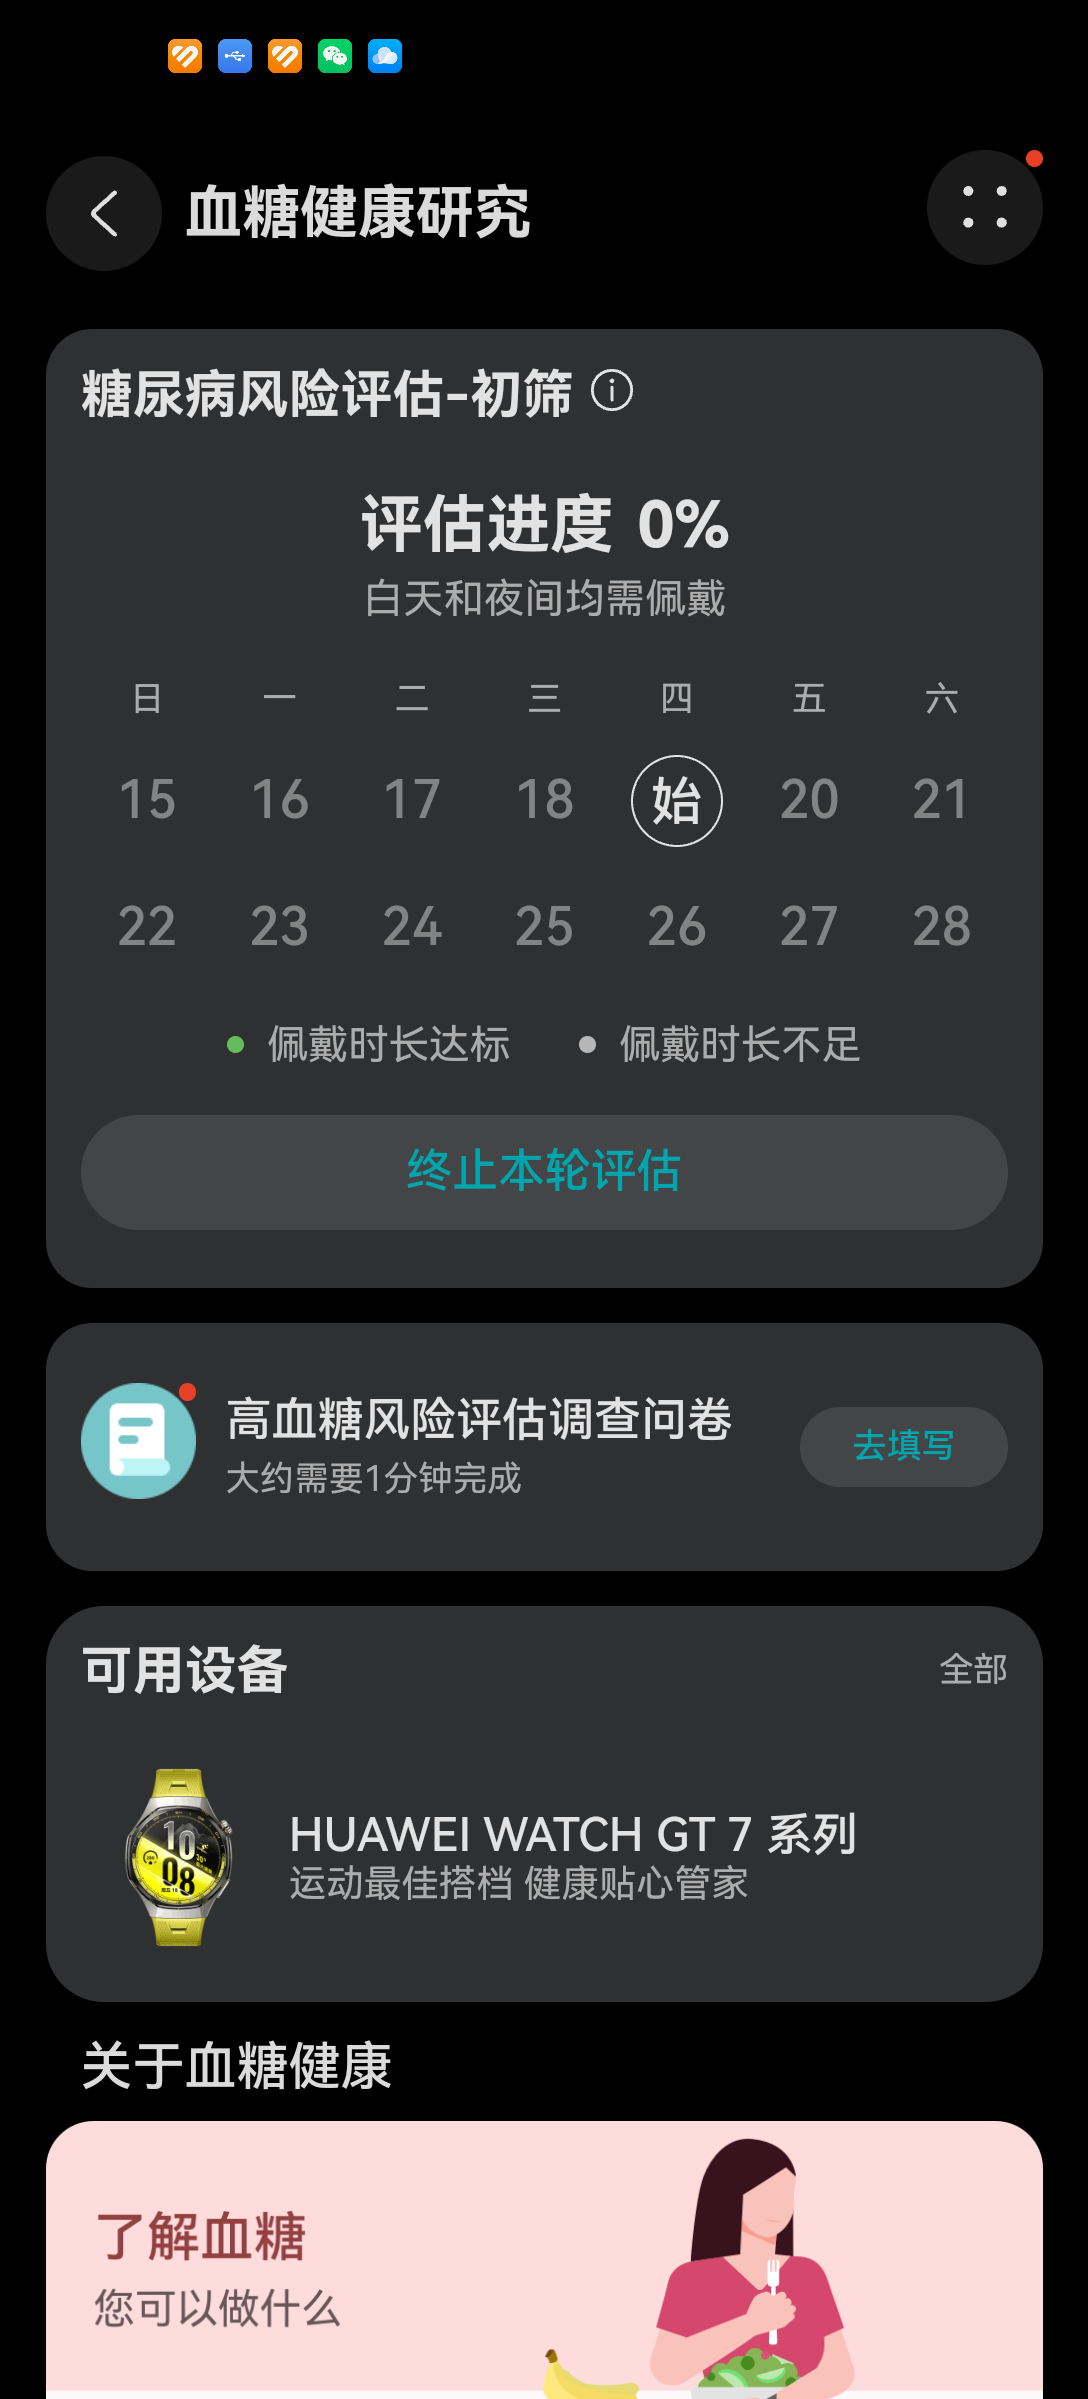 血糖健康研究
糖尿病风险评估-初筛
评估进度 0%
白天和夜间均需佩戴
日 一 二 三 四 五 六
15 16 17 18 始 20 21
22 23 24 25 26 27 28
佩戴时长达标 佩戴时长不足
终止本轮评估
高血糖风险评估调查问卷
大约需要1分钟完成
去填写
可用设备
全部
10
08
HUAWEI WATCH GT 7 系列
运动最佳搭档 健康贴心管家
关于血糖健康
了解血糖
您可以做什么